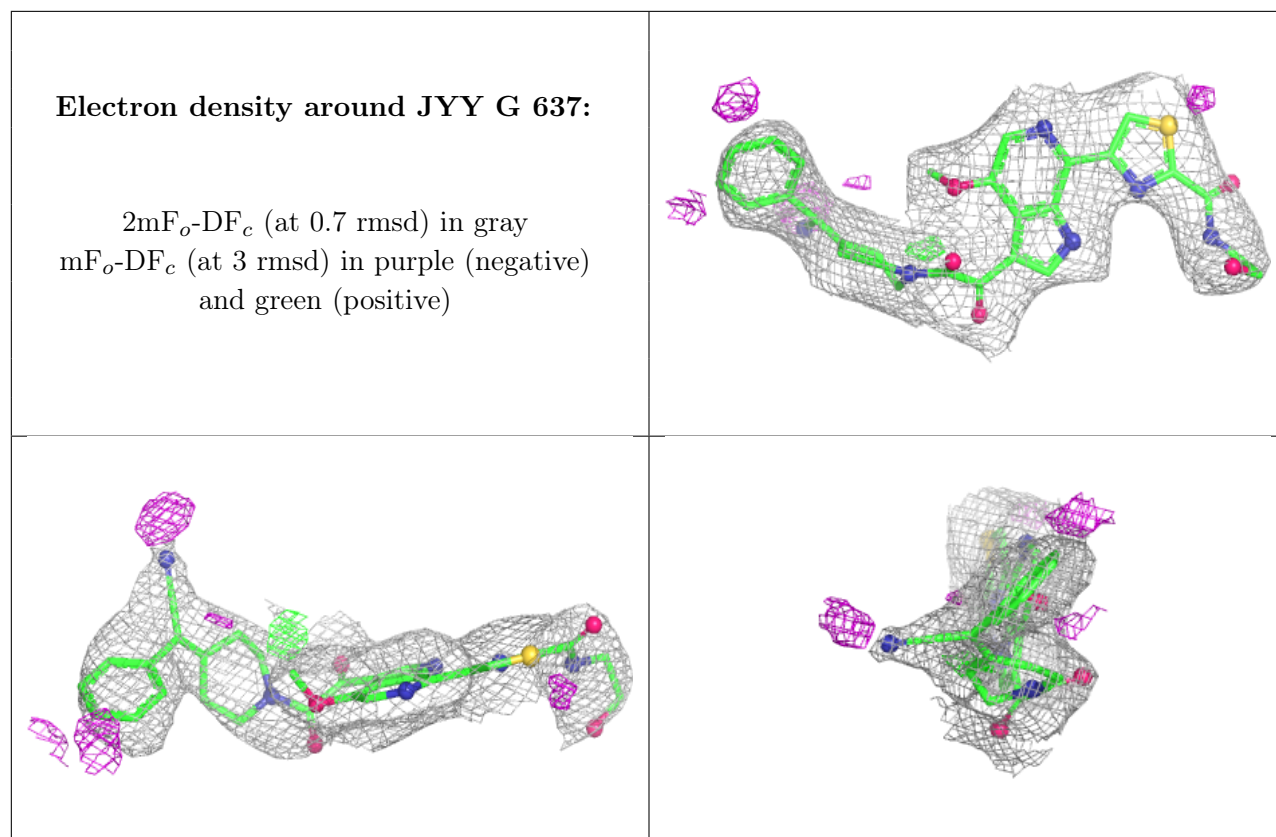 Electron density around JYY G 637:
2mFo-DFc (at 0.7 rmsd) in gray
mFo-DFc (at 3 rmsd) in purple (negative)
and green (positive)